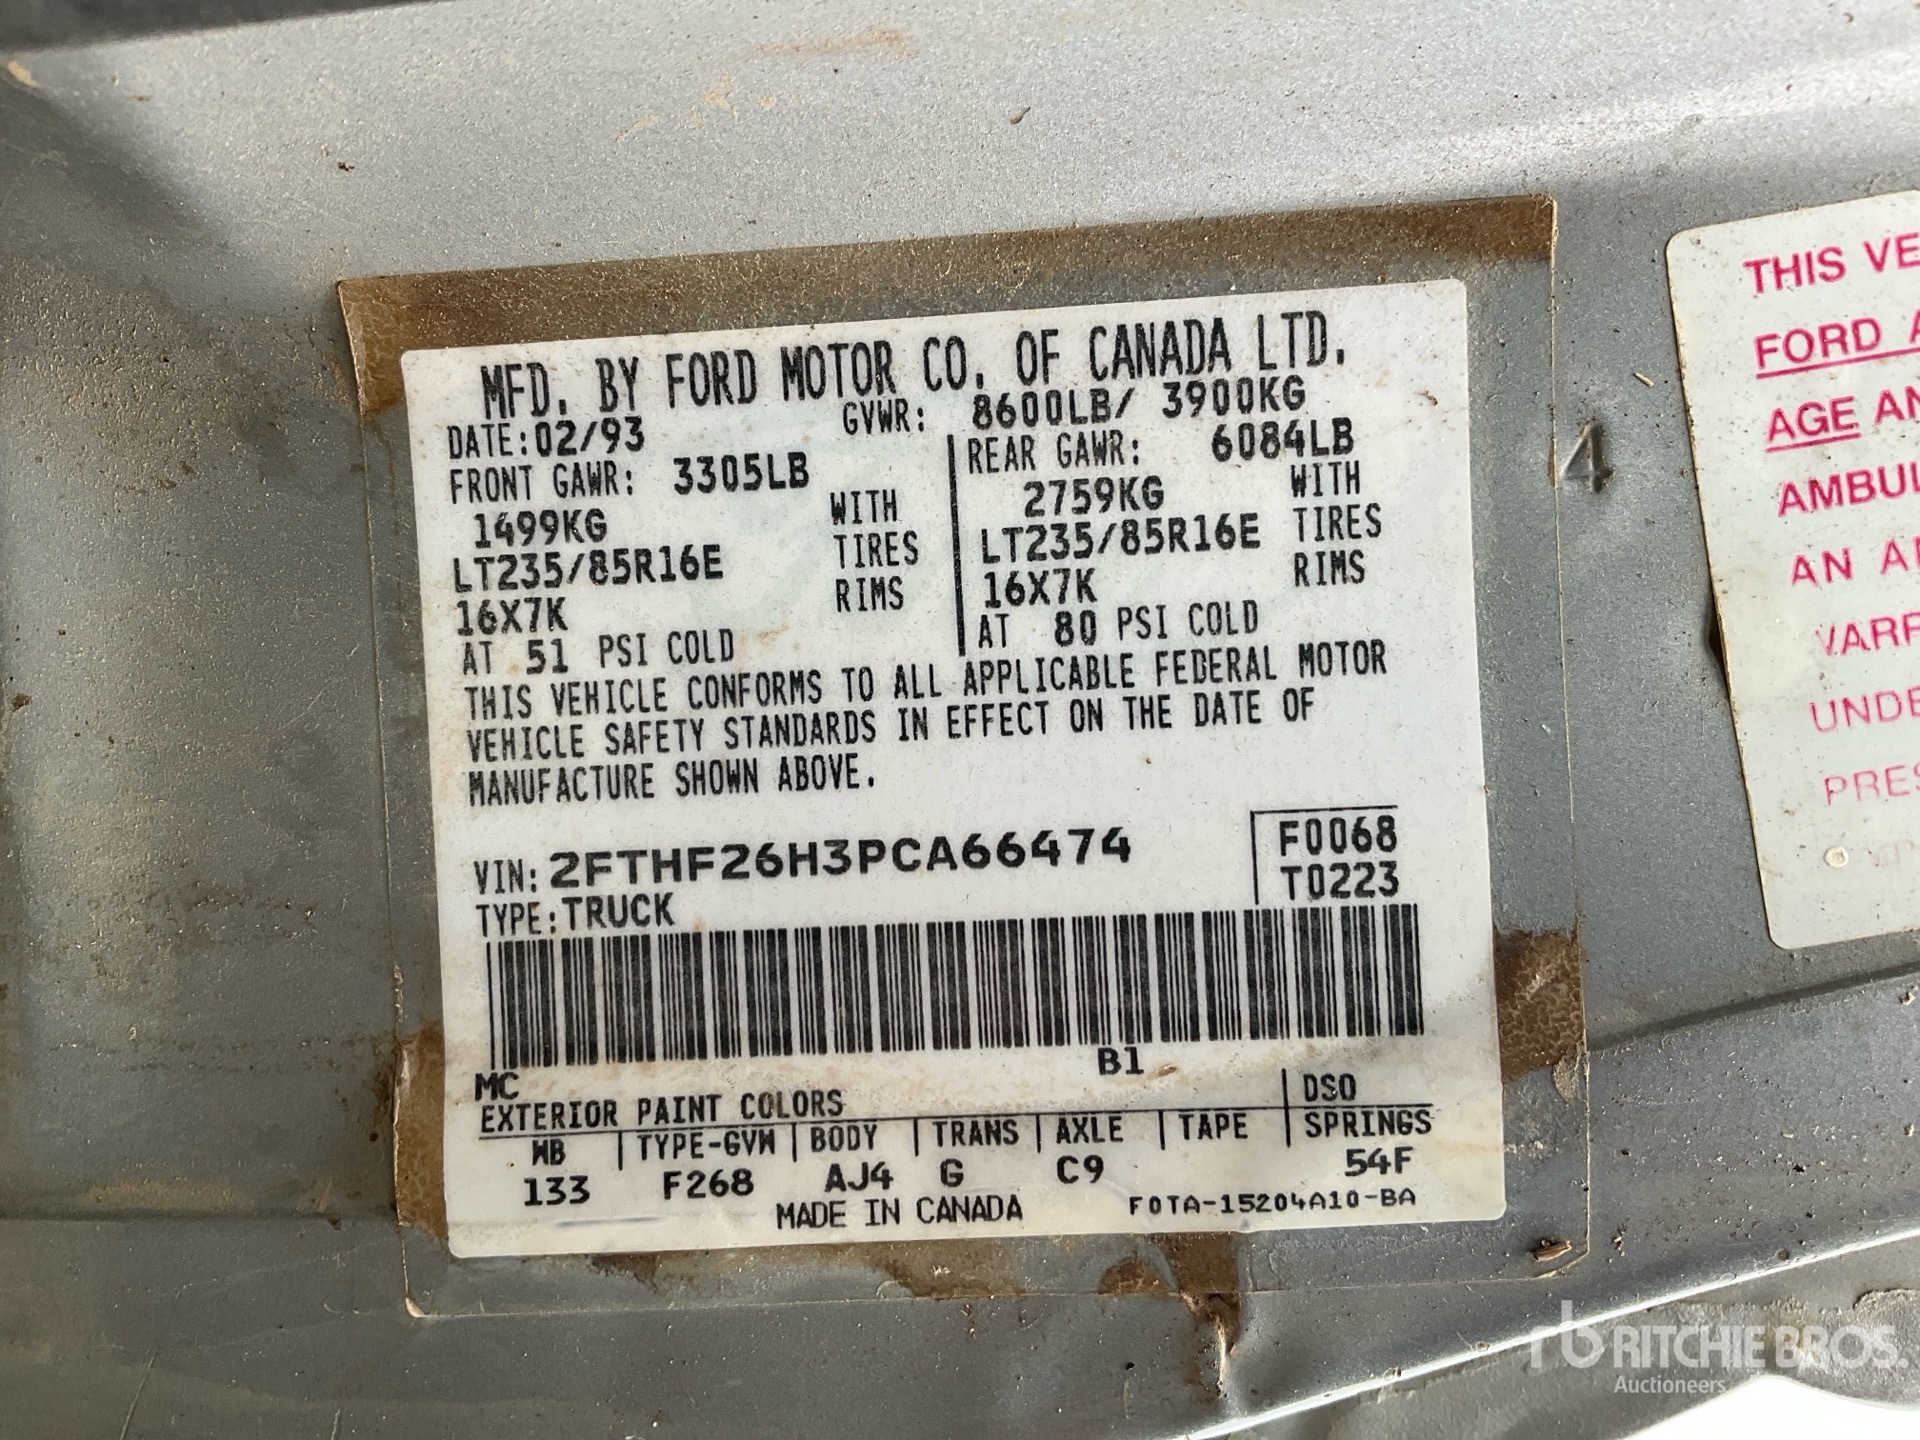 MFD. BY FORD MOTOR CO. OF CANADA LTD.
DATE:02/93 GVWR: 8600LB/ 3900KG
FRONT GAWR: 3305LB
1499KG WITH
LT235/85R16E TIRES
16X7K RIMS
AT 51 PSI COLD
REAR GAWR: 6084LB
2759KG WITH
LT235/85R16E TIRES
16X7K RIMS
AT 80 PSI COLD
THIS VEHICLE CONFORMS TO ALL APPLICABLE FEDERAL MOTOR
VEHICLE SAFETY STANDARDS IN EFFECT ON THE DATE OF
MANUFACTURE SHOWN ABOVE.
VIN: 2FTHF26H3PCA66474
TYPE:TRUCK
F0068
T0223
B1
MC
EXTERIOR PAINT COLORS DSO
WB TYPE-GVW BODY TRANS AXLE TAPE SPRINGS
133 F268 AJ4 G C9 54F
MADE IN CANADA F0TA-15204A10-BA
4
THIS VE
FORD A
AGE AN
AMBUL
AN A
VARR
UNDE
PRES
rb RITCHIE BROS.
Auctioneers